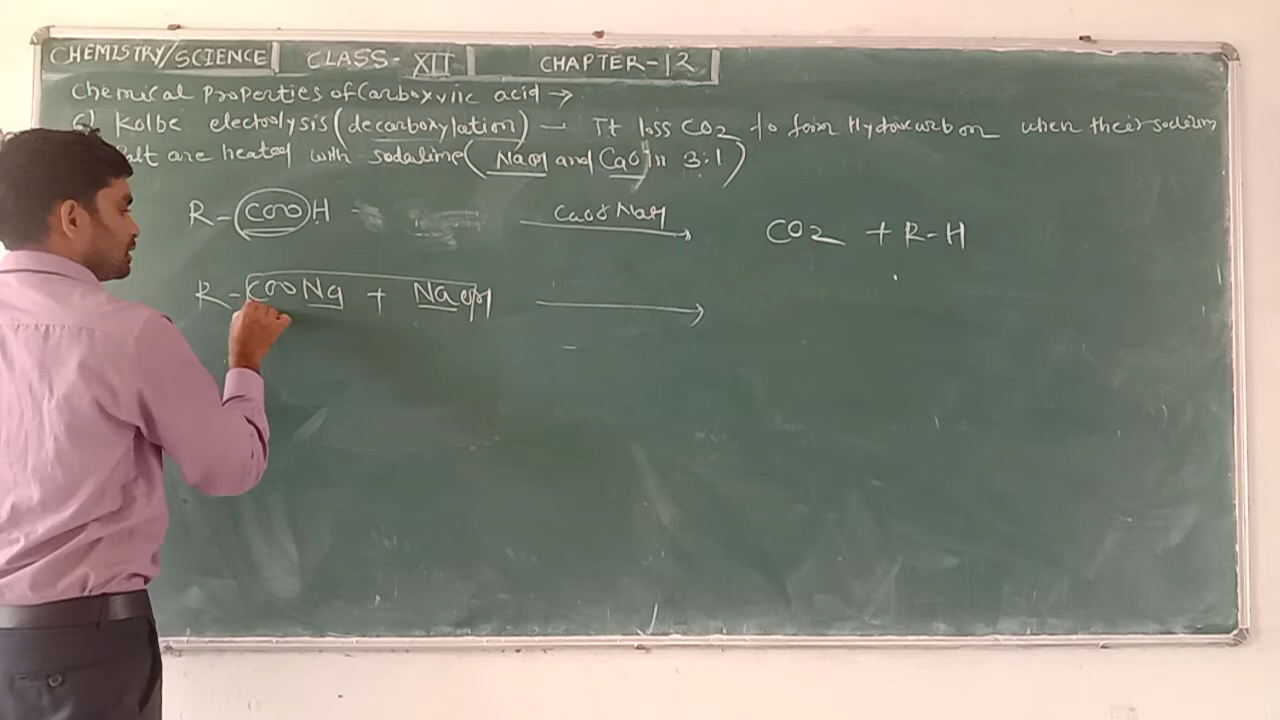 CHEMISTRY/SCIENCE CLASS-XII CHAPTER-12
Chemical Properties of Carboxylic acid →
6) Kolbe electrolysis (decarboxylation) – It loss CO2 to form Hydrocarbon when their sodium
salt are heated with sodalime (NaOH and CaO in 3:1)
R-COOH CaO & NaOH → CO2 + R-H
R-COONa + NaOH →